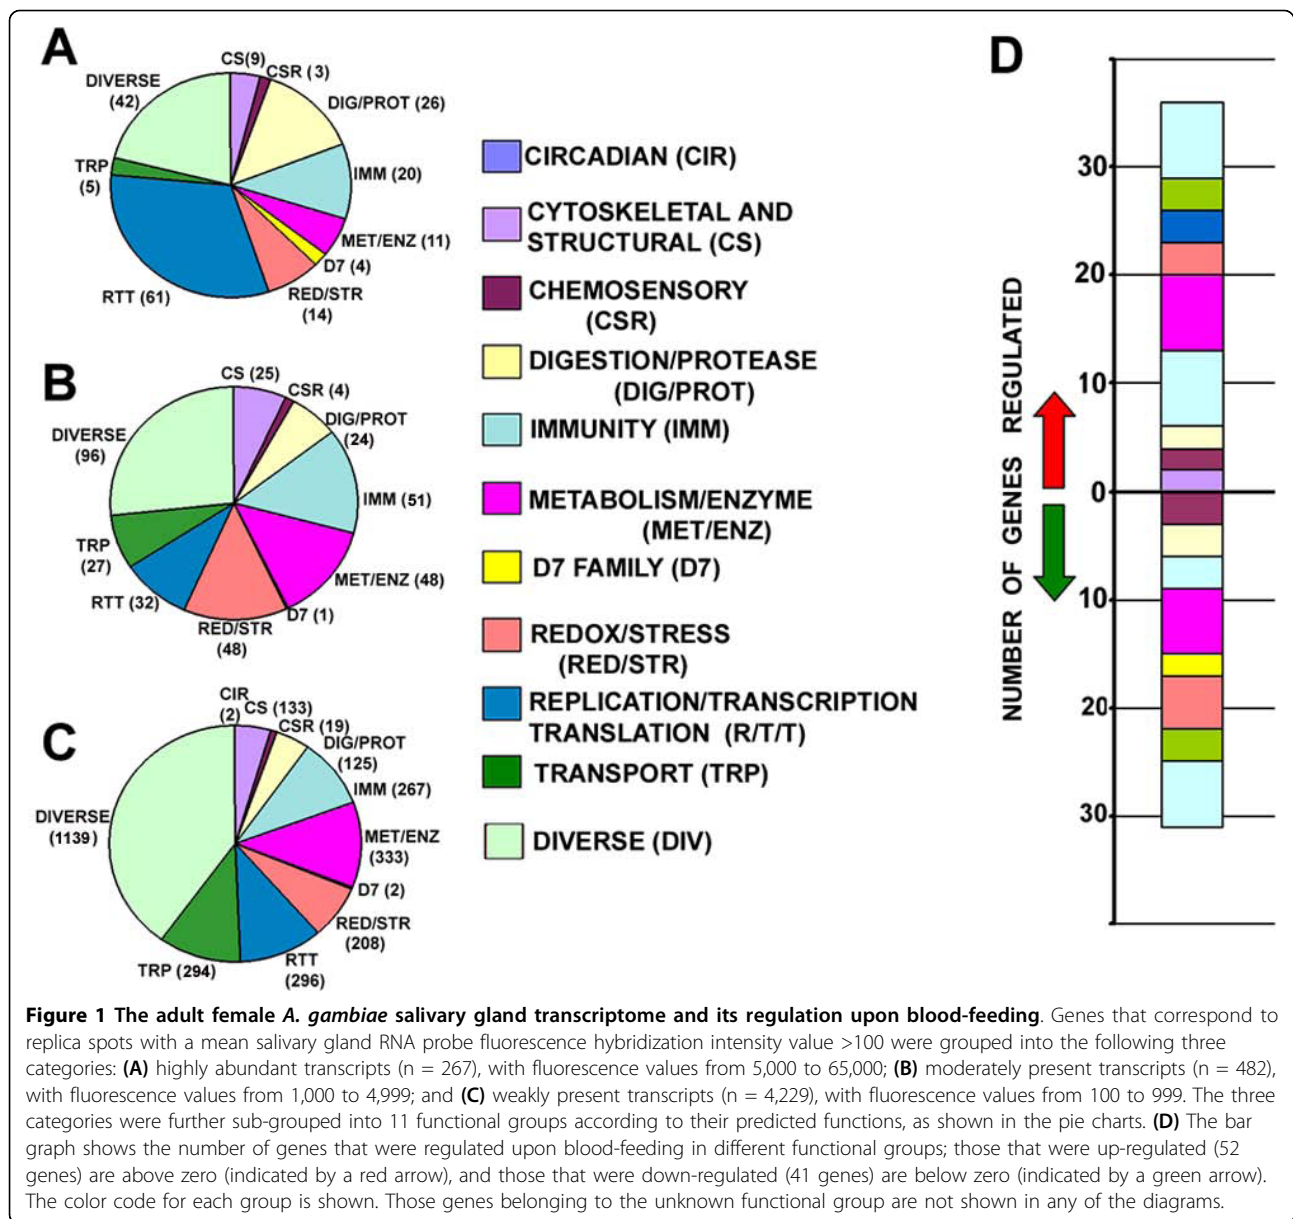 A
CS(9)
CSR (3)
DIG/PROT (26)
IMM (20)
MET/ENZ (11)
D7 (4)
RED/STR
(14)
RTT (61)
TRP
(5)
DIVERSE
(42)
B
CS (25)
CSR (4)
DIG/PROT
(24)
IMM (51)
MET/ENZ (48)
D7 (1)
RED/STR
(48)
RTT (32)
TRP
(27)
DIVERSE
(96)
C
CIR
(2)
CS (133)
CSR (19)
DIG/PROT
(125)
IMM (267)
MET/ENZ
(333)
D7 (2)
RED/STR
(208)
RTT
(296)
TRP (294)
DIVERSE
(1139)
CIRCADIAN (CIR)
CYTOSKELETAL AND
STRUCTURAL (CS)
CHEMOSENSORY
(CSR)
DIGESTION/PROTEASE
(DIG/PROT)
IMMUNITY (IMM)
METABOLISM/ENZYME
(MET/ENZ)
D7 FAMILY (D7)
REDOX/STRESS
(RED/STR)
REPLICATION/TRANSCRIPTION
TRANSLATION (R/T/T)
TRANSPORT (TRP)
DIVERSE (DIV)
D
NUMBER OF GENES REGULATED
30
20
10
0
10
20
30
Figure 1 The adult female A. gambiae salivary gland transcriptome and its regulation upon blood-feeding. Genes that correspond to
replica spots with a mean salivary gland RNA probe fluorescence hybridization intensity value >100 were grouped into the following three
categories: (A) highly abundant transcripts (n = 267), with fluorescence values from 5,000 to 65,000; (B) moderately present transcripts (n = 482),
with fluorescence values from 1,000 to 4,999; and (C) weakly present transcripts (n = 4,229), with fluorescence values from 100 to 999. The three
categories were further sub-grouped into 11 functional groups according to their predicted functions, as shown in the pie charts. (D) The bar
graph shows the number of genes that were regulated upon blood-feeding in different functional groups; those that were up-regulated (52
genes) are above zero (indicated by a red arrow), and those that were down-regulated (41 genes) are below zero (indicated by a green arrow).
The color code for each group is shown. Those genes belonging to the unknown functional group are not shown in any of the diagrams.